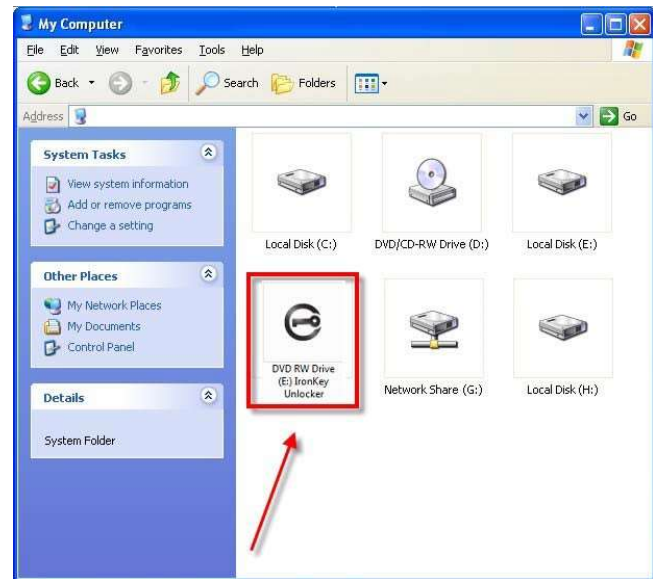 My Computer
File Edit View Favorites Tools Help
Back Search Folders
Address Go
System Tasks
View system information
Add or remove programs
Change a setting
Other Places
My Network Places
My Documents
Control Panel
Details
System Folder
Local Disk (C:) DVD/CD-RW Drive (D:) Local Disk (E:)
DVD RW Drive
(E:) IronKey
Unlocker
Network Share (G:) Local Disk (H:)